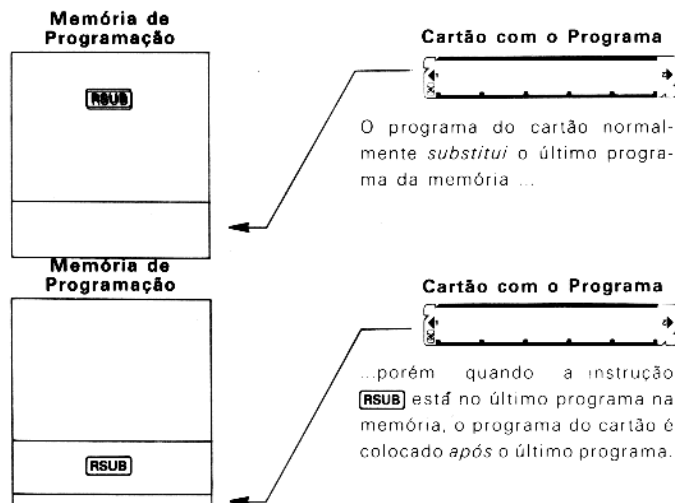 Memória de
Programação
RSUB
Cartão com o Programa
O programa do cartão normal-
mente substitui o último progra-
ma da memória ...
Memória de
Programação
RSUB
Cartão com o Programa
...porém quando a instrução
RSUB está no último programa na
memória, o programa do cartão é
colocado após o último programa.